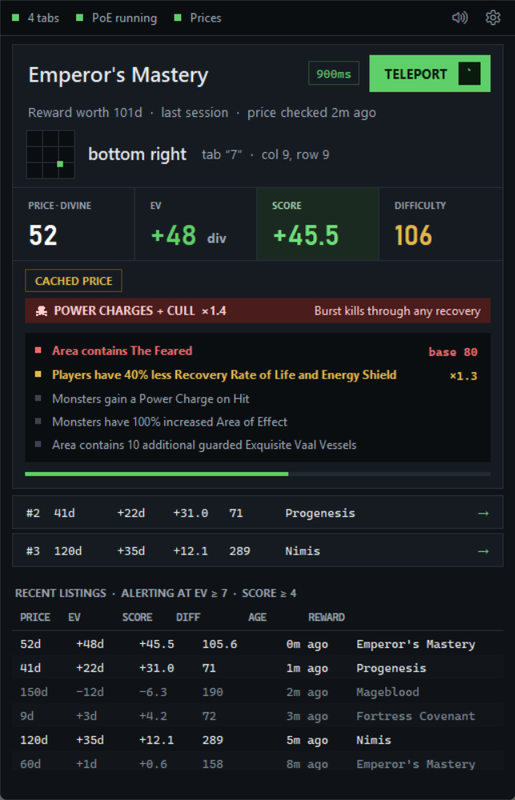 4 tabs PoE running Prices
Emperor's Mastery 900ms TELEPORT `
Reward worth 101d · last session · price checked 2m ago
bottom right tab "7" · col 9, row 9
PRICE·DIVINE EV SCORE DIFFICULTY
52 +48 div +45.5 106
CACHED PRICE
POWER CHARGES + CULL ×1.4 Burst kills through any recovery
Area contains The Feared base 80
Players have 40% less Recovery Rate of Life and Energy Shield ×1.3
Monsters gain a Power Charge on Hit
Monsters have 100% increased Area of Effect
Area contains 10 additional guarded Exquisite Vaal Vessels
#2 41d +22d +31.0 71 Progenesis →
#3 120d +35d +12.1 289 Nimis →
RECENT LISTINGS · ALERTING AT EV ≥ 7 · SCORE ≥ 4
PRICE EV SCORE DIFF AGE REWARD
52d +48d +45.5 105.6 0m ago Emperor's Mastery
41d +22d +31.0 71 1m ago Progenesis
150d −12d −6.3 190 2m ago Mageblood
9d +3d +4.2 72 3m ago Fortress Covenant
120d +35d +12.1 289 5m ago Nimis
60d +1d +0.6 158 8m ago Emperor's Mastery